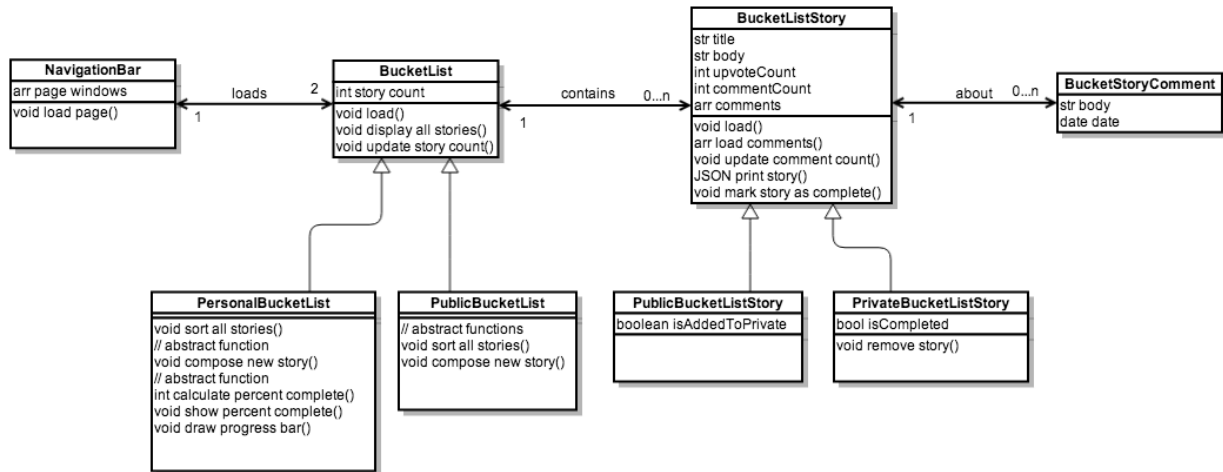 NavigationBar
arr page windows
void load page()
loads
1
2
BucketList
int story count
void load()
void display all stories()
void update story count()
contains
1
0...n
BucketListStory
str title
str body
int upvoteCount
int commentCount
arr comments
void load()
arr load comments()
void update comment count()
JSON print story()
void mark story as complete()
about
1
0...n
BucketStoryComment
str body
date date
PersonalBucketList
void sort all stories()
// abstract function
void compose new story()
// abstract function
int calculate percent complete()
void show percent complete()
void draw progress bar()
PublicBucketList
// abstract functions
void sort all stories()
void compose new story()
PublicBucketListStory
boolean isAddedToPrivate
PrivateBucketListStory
bool isCompleted
void remove story()